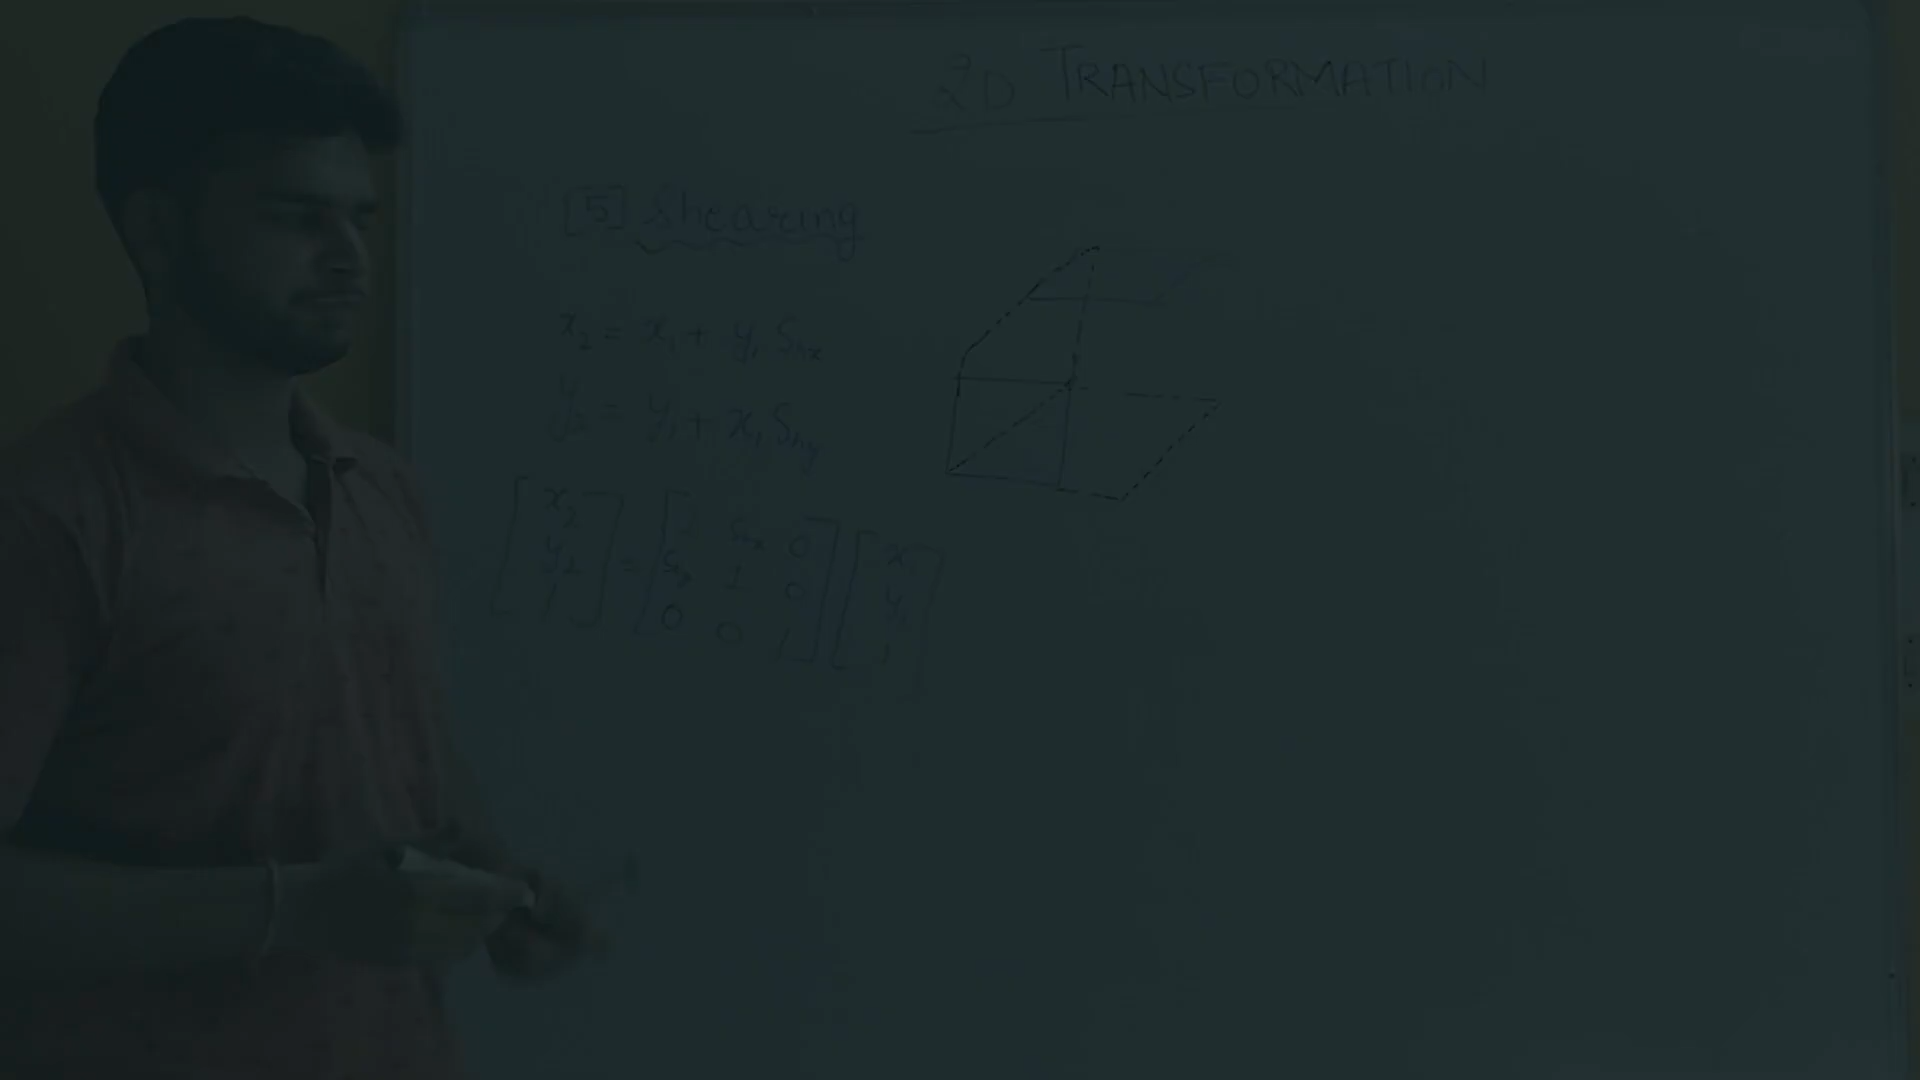 2D TRANSFORMATION
[5] Shearing
x₂ = x₁ + y₁ Shx
y₂ = y₁ + x₁ Shy
[x₂ y₂ 1] = [1 Shx 0 Shy 1 0 0 0 1] [x₁ y₁ 1]